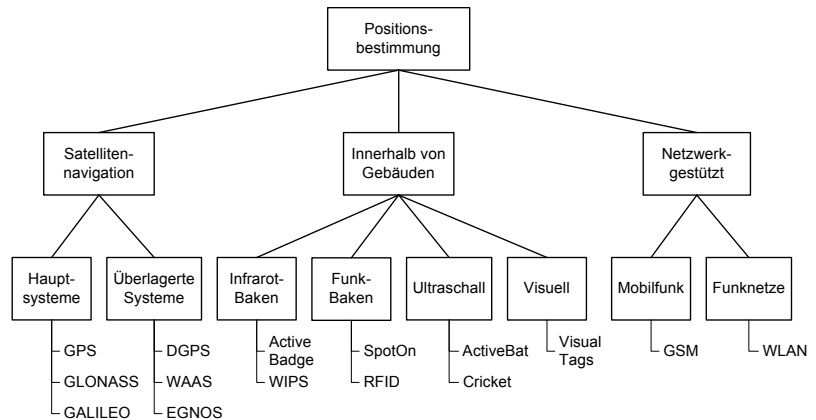 Positions-
bestimmung
Satelliten-
navigation
Innerhalb von
Gebäuden
Netzwerk-
gestützt
Haupt-
systeme
Überlagerte
Systeme
Infrarot-
Baken
Funk-
Baken
Ultraschall
Visuell
Mobilfunk
Funknetze
GPS
GLONASS
GALILEO
DGPS
WAAS
EGNOS
Active
Badge
WIPS
SpotOn
RFID
ActiveBat
Cricket
Visual
Tags
GSM
WLAN